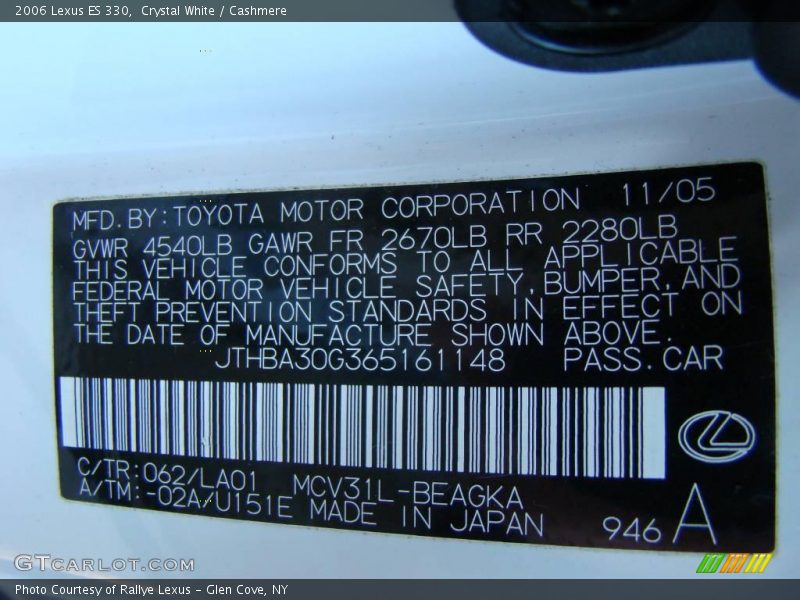 2006 Lexus ES 330,  Crystal White / Cashmere
MFD. BY: TOYOTA MOTOR CORPORATION 11/05
GVWR 4540LB GAWR FR 2670LB RR 2280LB
THIS VEHICLE CONFORMS TO ALL APPLICABLE
FEDERAL MOTOR VEHICLE SAFETY, BUMPER, AND
THEFT PREVENTION STANDARDS IN EFFECT ON
THE DATE OF MANUFACTURE SHOWN ABOVE.
JTHBA30G365161148 PASS. CAR
C/TR: 062/LA01 MCV31L-BEAGKA
A/TM: -02A/U151E MADE IN JAPAN 946 A
GTCarLot.com
Photo Courtesy of Rallye Lexus - Glen Cove, NY